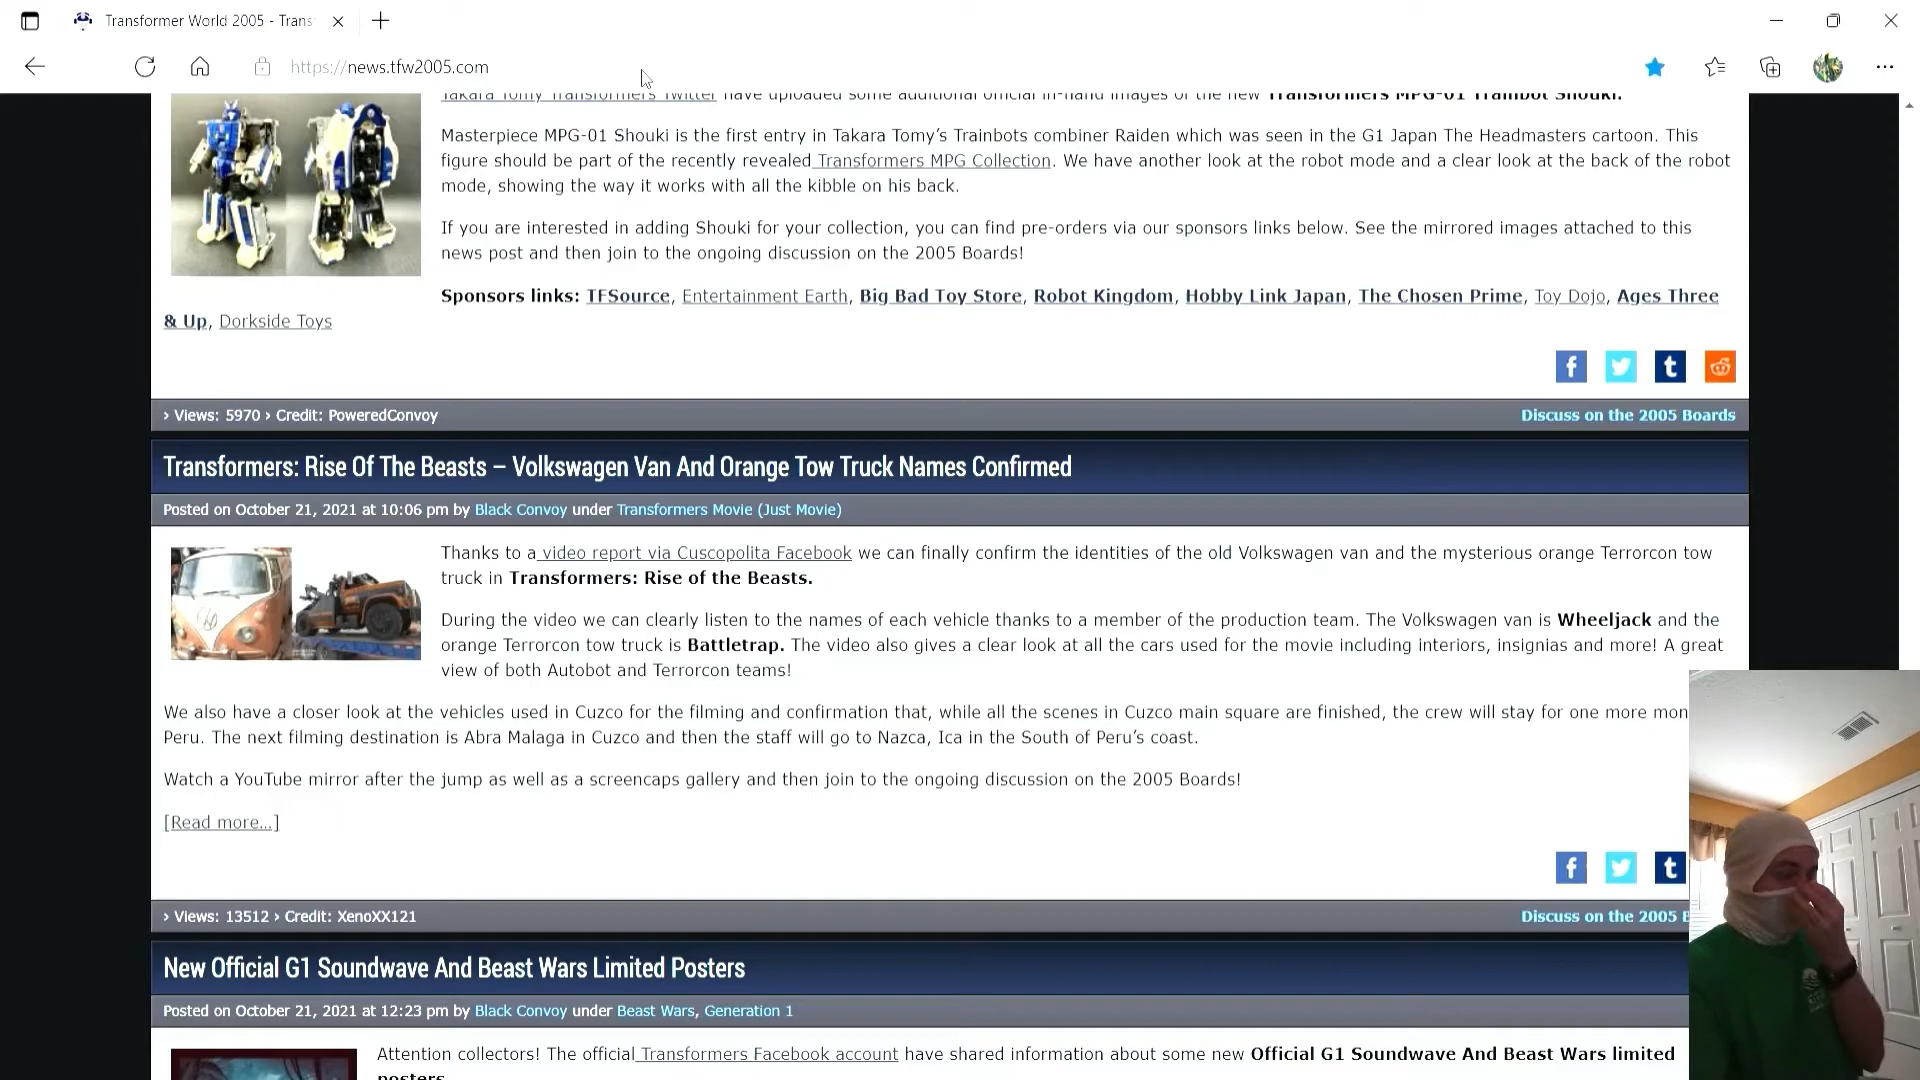 Transformer World 2005 - Trans
https://news.tfw2005.com
Takara Tomy Transformers Twitter have uploaded some additional official in-hand images of the new Transformers MPG-01 Trainbot Shouki.
Masterpiece MPG-01 Shouki is the first entry in Takara Tomy's Trainbots combiner Raiden which was seen in the G1 Japan The Headmasters cartoon. This
figure should be part of the recently revealed Transformers MPG Collection. We have another look at the robot mode and a clear look at the back of the robot
mode, showing the way it works with all the kibble on his back.
If you are interested in adding Shouki for your collection, you can find pre-orders via our sponsors links below. See the mirrored images attached to this
news post and then join to the ongoing discussion on the 2005 Boards!
Sponsors links: TFSource, Entertainment Earth, Big Bad Toy Store, Robot Kingdom, Hobby Link Japan, The Chosen Prime, Toy Dojo, Ages Three
& Up, Dorkside Toys
› Views: 5970 › Credit: PoweredConvoy
Discuss on the 2005 Boards
Transformers: Rise Of The Beasts – Volkswagen Van And Orange Tow Truck Names Confirmed
Posted on October 21, 2021 at 10:06 pm by Black Convoy under Transformers Movie (Just Movie)
Thanks to a video report via Cuscopolita Facebook we can finally confirm the identities of the old Volkswagen van and the mysterious orange Terrorcon tow
truck in Transformers: Rise of the Beasts.
During the video we can clearly listen to the names of each vehicle thanks to a member of the production team. The Volkswagen van is Wheeljack and the
orange Terrorcon tow truck is Battletrap. The video also gives a clear look at all the cars used for the movie including interiors, insignias and more! A great
view of both Autobot and Terrorcon teams!
We also have a closer look at the vehicles used in Cuzco for the filming and confirmation that, while all the scenes in Cuzco main square are finished, the crew will stay for one more mon
Peru. The next filming destination is Abra Malaga in Cuzco and then the staff will go to Nazca, Ica in the South of Peru's coast.
Watch a YouTube mirror after the jump as well as a screencaps gallery and then join to the ongoing discussion on the 2005 Boards!
[Read more...]
› Views: 13512 › Credit: XenoXX121
Discuss on the 2005 B
New Official G1 Soundwave And Beast Wars Limited Posters
Posted on October 21, 2021 at 12:23 pm by Black Convoy under Beast Wars, Generation 1
Attention collectors! The official Transformers Facebook account have shared information about some new Official G1 Soundwave And Beast Wars limited
posters